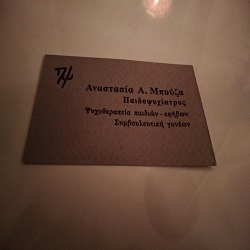 Αναστασία Α. Μπούζα
Παιδοψυχίατρος
Ψυχοθεραπεία παιδιών - εφήβων
Συμβουλευτική γονέων